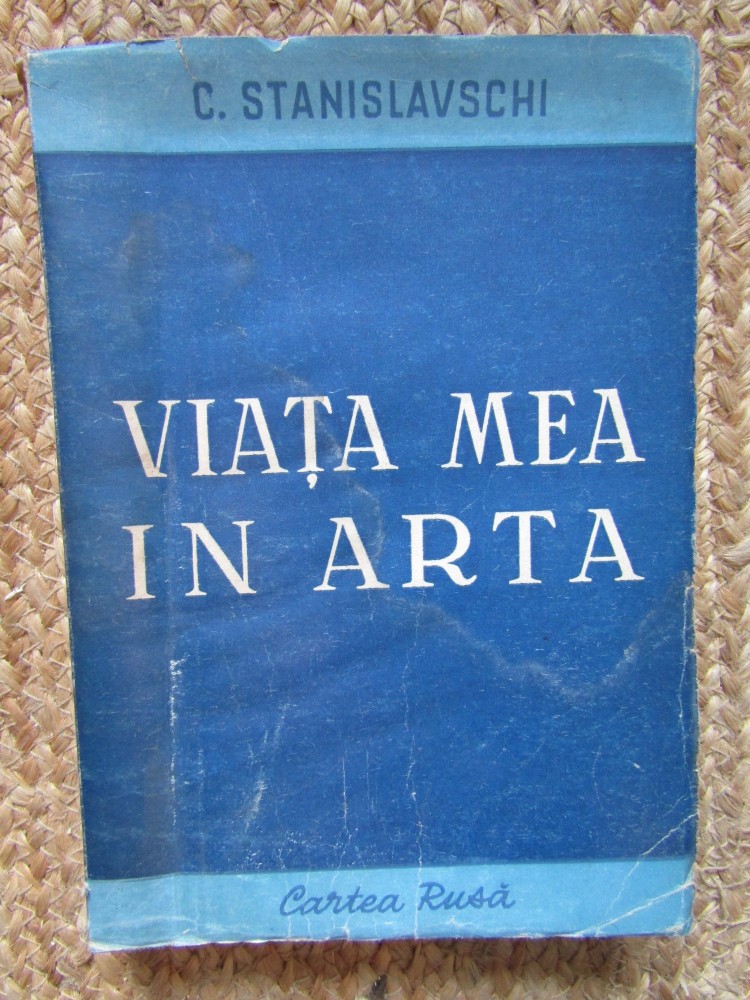 C. STANISLAVSCHI
VIAȚA MEA
IN ARTA
Cartea Rusă